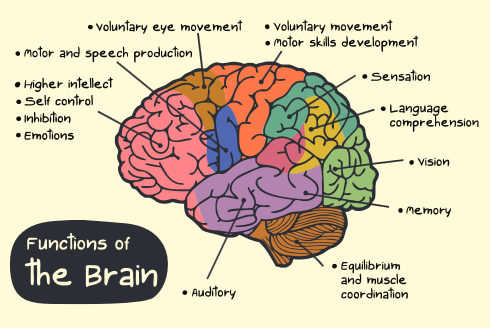 • Voluntary eye movement
• Voluntary movement
• Motor skills development
• Motor and speech production
• Sensation
• Higher intellect
• Self control
• Inhibition
• Emotions
• Language
comprehension
• Vision
• Memory
Functions of
the Brain
• Auditory
• Equilibrium
and muscle
coordination